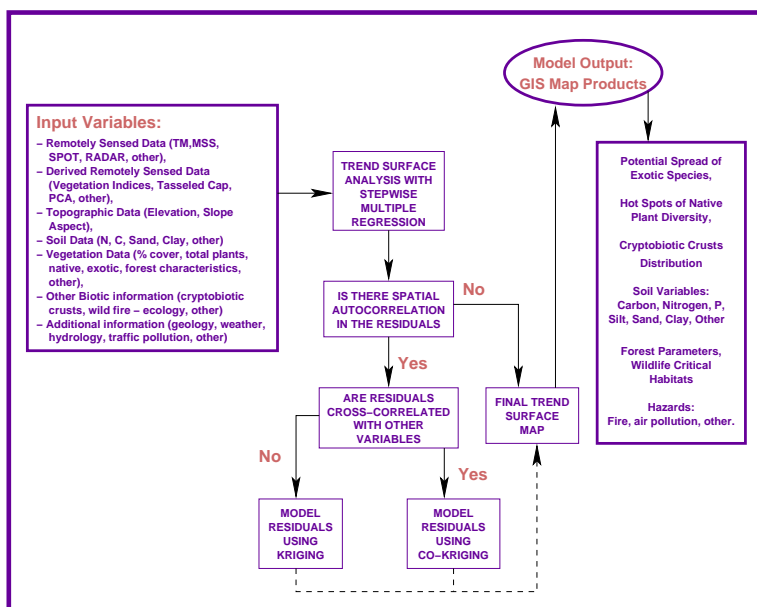 Input Variables:
– Remotely Sensed Data (TM,MSS,
SPOT, RADAR, other),
– Derived Remotely Sensed Data
(Vegetation Indices, Tasseled Cap,
PCA, other),
– Topographic Data (Elevation, Slope
Aspect),
– Soil Data (N, C, Sand, Clay, other)
– Vegetation Data (% cover, total plants,
native, exotic, forest characteristics,
other),
– Other Biotic information (cryptobiotic
crusts, wild fire – ecology, other)
– Additional information (geology, weather,
hydrology, traffic pollution, other)
TREND SURFACE
ANALYSIS WITH
STEPWISE
MULTIPLE
REGRESSION
IS THERE SPATIAL
AUTOCORRELATION
IN THE RESIDUALS
No
Yes
ARE RESIDUALS
CROSS–CORRELATED
WITH OTHER
VARIABLES
No
Yes
MODEL
RESIDUALS
USING
KRIGING
MODEL
RESIDUALS
USING
CO–KRIGING
FINAL TREND
SURFACE
MAP
Model Output:
GIS Map Products
Potential Spread of
Exotic Species,
Hot Spots of Native
Plant Diversity,
Cryptobiotic Crusts
Distribution
Soil Variables:
Carbon, Nitrogen, P,
Silt, Sand, Clay, Other
Forest Parameters,
Wildlife Critical
Habitats
Hazards:
Fire, air pollution, other.